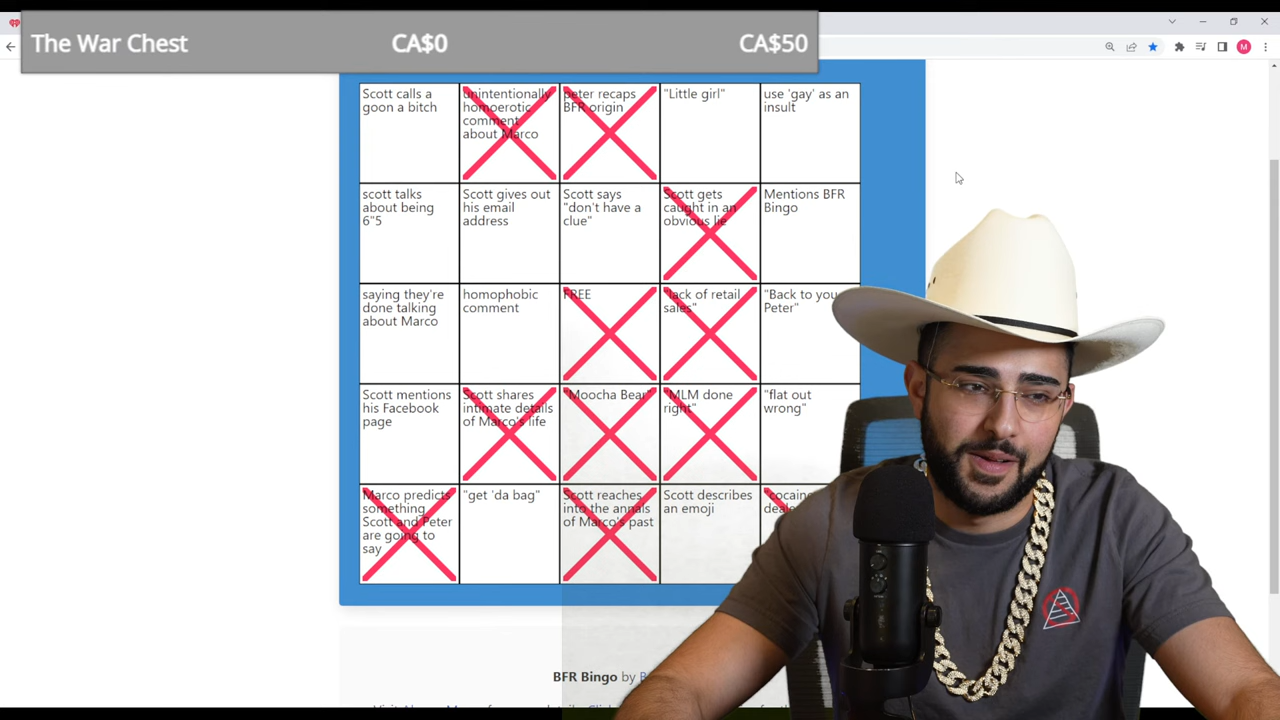 The War Chest CA$0 CA$50
M
Scott calls a
goon a bitch
unintentionally
homoerotic
comment
about Marco
peter recaps
BFR origin
"Little girl"
use 'gay' as an
insult
scott talks
about being
6"5
Scott gives out
his email
address
Scott says
"don't have a
clue"
Scott gets
caught in an
obvious lie
Mentions BFR
Bingo
saying they're
done talking
about Marco
homophobic
comment
FREE
"lack of retail
sales"
"Back to you
Peter"
Scott mentions
his Facebook
page
Scott shares
intimate details
of Marco's life
"Moocha Bear"
"MLM done
right"
"flat out
wrong"
Marco predicts
something
Scott and Peter
are going to
say
"get 'da bag"
Scott reaches
into the annals
of Marco's past
Scott describes
an emoji
"cocaine
BFR Bingo by